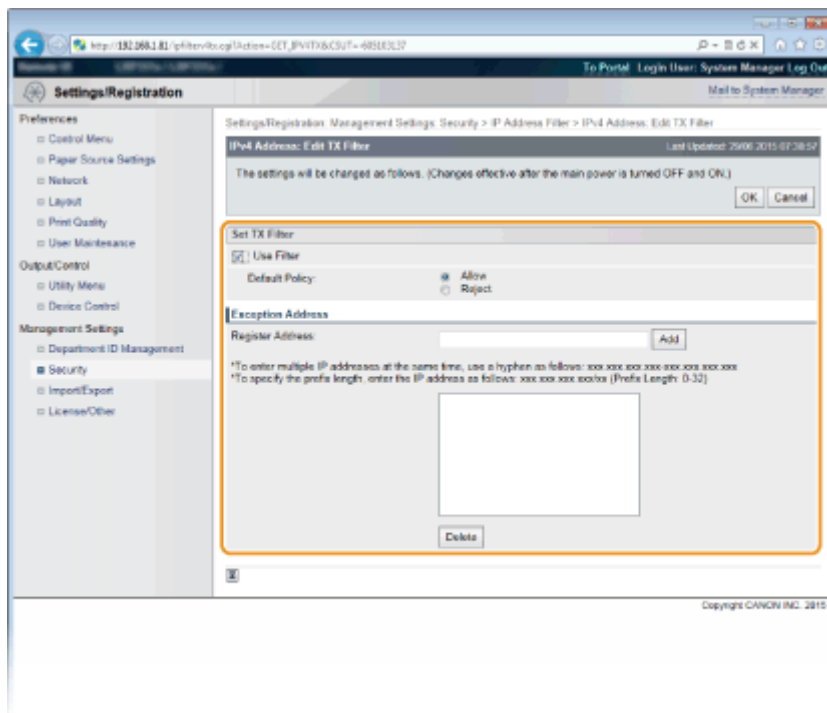 http://192.168.1.81/
To Portal Login User: System Manager Log Out
Settings/Registration
Mail to System Manager
Preferences
Control Menu
Paper Source Settings
Network
Layout
Print Quality
User Maintenance
Output/Control
Utility Menu
Device Control
Management Settings
Department ID Management
Security
Import/Export
License/Other
Settings/Registration: Management Settings: Security > IP Address Filter > IPv4 Address: Edit TX Filter
IPv4 Address: Edit TX Filter
Last Updated: 29/06 2015 07:38:57
The settings will be changed as follows. (Changes effective after the main power is turned OFF and ON.)
OK Cancel
Set TX Filter
Use Filter
Default Policy:
Allow
Reject
Exception Address
Register Address:
Add
*To enter multiple IP addresses at the same time, use a hyphen as follows: xxx.xxx.xxx.xxx-xxx.xxx.xxx.xxx
*To specify the prefix length, enter the IP address as follows: xxx.xxx.xxx.xxx/xx (Prefix Length: 0-32)
Delete
Copyright CANON INC. 2015